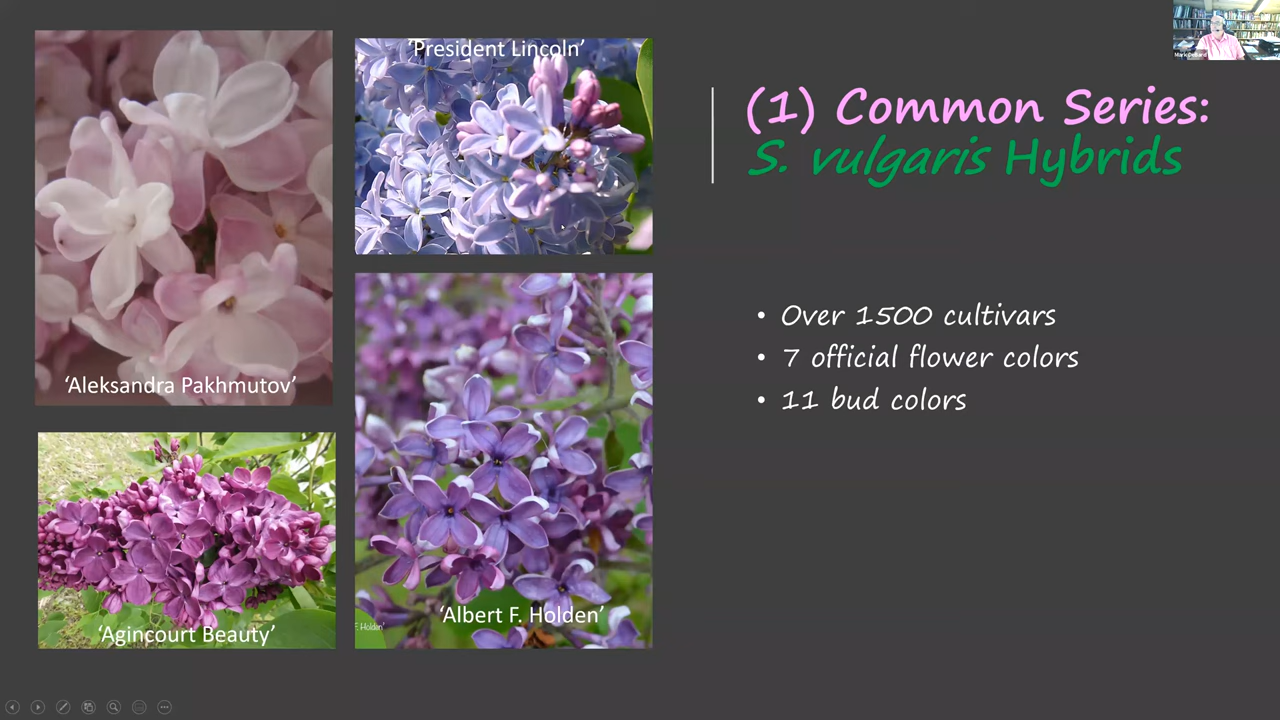 'President Lincoln'
(1) Common Series:
S. vulgaris Hybrids
• Over 1500 cultivars
• 7 official flower colors
• 11 bud colors
'Aleksandra Pakhmutov'
'Agincourt Beauty'
'Albert F. Holden'
F. Holden'